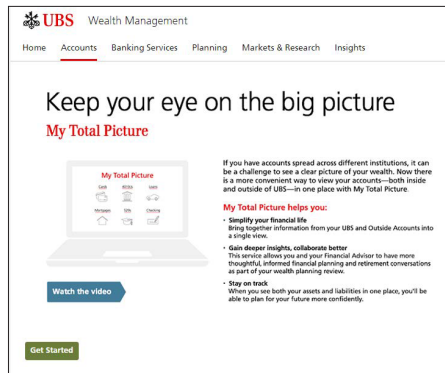 UBS Wealth Management
Home Accounts Banking Services Planning Markets & Research Insights
Keep your eye on the big picture
My Total Picture
My Total Picture
Cash
Loans
Mortgages
Checking
Watch the video
Get Started
If you have accounts spread across different institutions, it can
be a challenge to see a clear picture of your wealth. Now there
is a more convenient way to view your accounts—both inside
and outside of UBS—in one place with My Total Picture.
My Total Picture helps you:
· Simplify your financial life
Bring together information from your UBS and Outside Accounts into
a single view.
· Gain deeper insights, collaborate better
This service allows you and your Financial Advisor to have more
thoughtful, informed financial planning and retirement conversations
as part of your wealth planning review.
· Stay on track
When you see both your assets and liabilities in one place, you'll be
able to plan for your future more confidently.